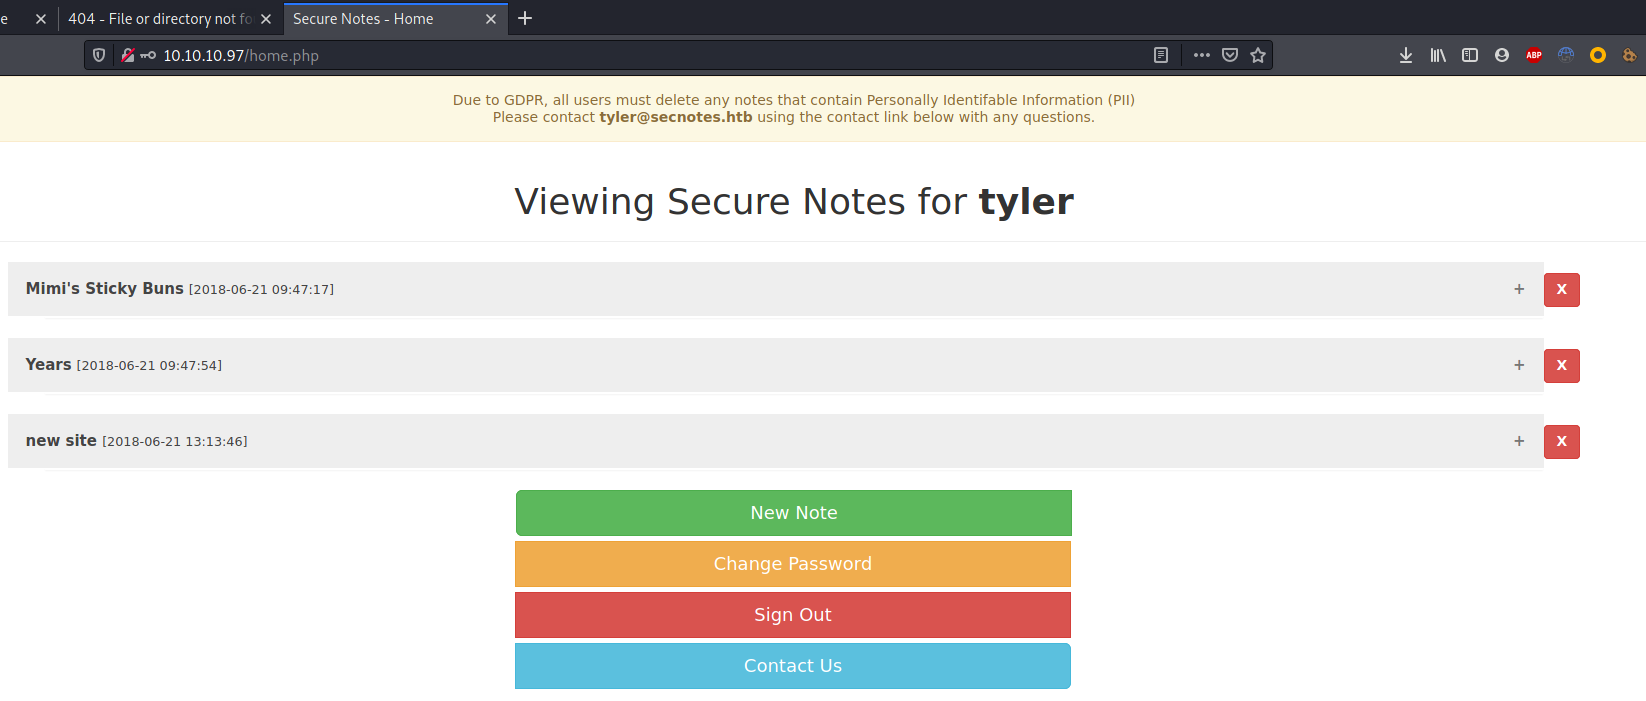 e
404 - File or directory not fo
Secure Notes - Home
10.10.10.97/home.php
ABP
Due to GDPR, all users must delete any notes that contain Personally Identifable Information (PII)
Please contact tyler@secnotes.htb using the contact link below with any questions.
Viewing Secure Notes for tyler
Mimi's Sticky Buns [2018-06-21 09:47:17] + X
Years [2018-06-21 09:47:54] + X
new site [2018-06-21 13:13:46] + X
New Note
Change Password
Sign Out
Contact Us